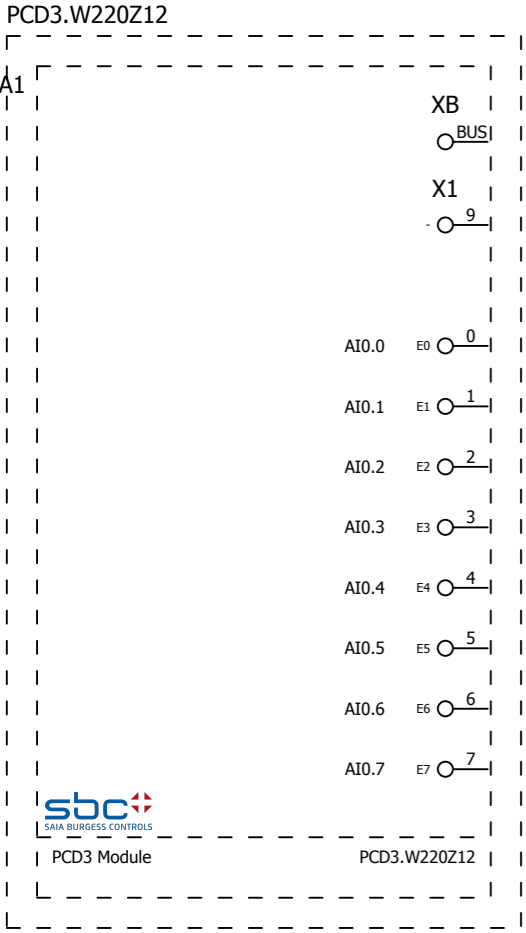 PCD3.W220Z12
A1
XB
BUS
X1
- 9
AI0.0 E0 0
AI0.1 E1 1
AI0.2 E2 2
AI0.3 E3 3
AI0.4 E4 4
AI0.5 E5 5
AI0.6 E6 6
AI0.7 E7 7
sbc
SAIA BURGESS CONTROLS
PCD3 Module PCD3.W220Z12